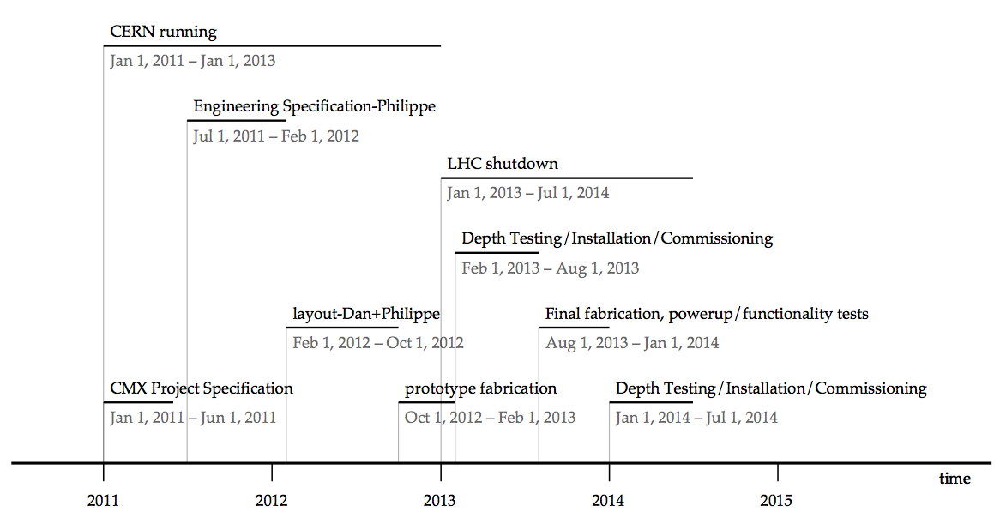 CERN running
Jan 1, 2011 – Jan 1, 2013
Engineering Specification-Philippe
Jul 1, 2011 – Feb 1, 2012
LHC shutdown
Jan 1, 2013 – Jul 1, 2014
Depth Testing/Installation/Commissioning
Feb 1, 2013 – Aug 1, 2013
layout-Dan+Philippe
Feb 1, 2012 – Oct 1, 2012
Final fabrication, powerup/functionality tests
Aug 1, 2013 – Jan 1, 2014
CMX Project Specification
Jan 1, 2011 – Jun 1, 2011
prototype fabrication
Oct 1, 2012 – Feb 1, 2013
Depth Testing/Installation/Commissioning
Jan 1, 2014 – Jul 1, 2014
time
2011 2012 2013 2014 2015